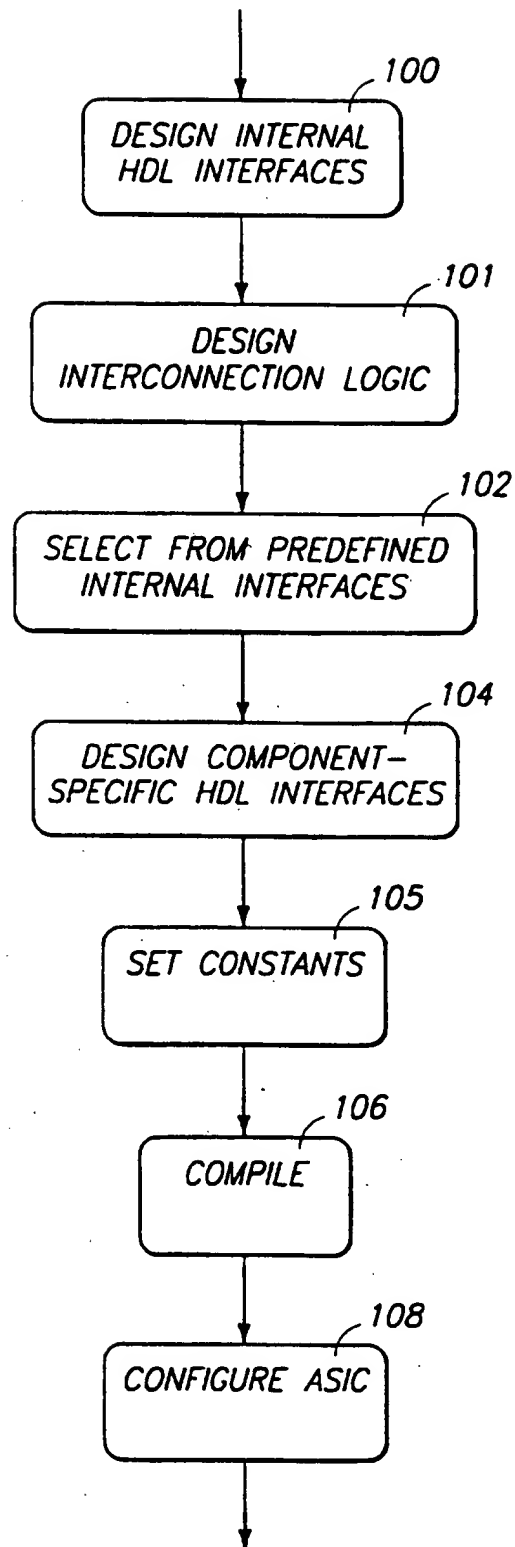 100
DESIGN INTERNAL
HDL INTERFACES
101
DESIGN
INTERCONNECTION LOGIC
102
SELECT FROM PREDEFINED
INTERNAL INTERFACES
104
DESIGN COMPONENT-
SPECIFIC HDL INTERFACES
105
SET CONSTANTS
106
COMPILE
108
CONFIGURE ASIC